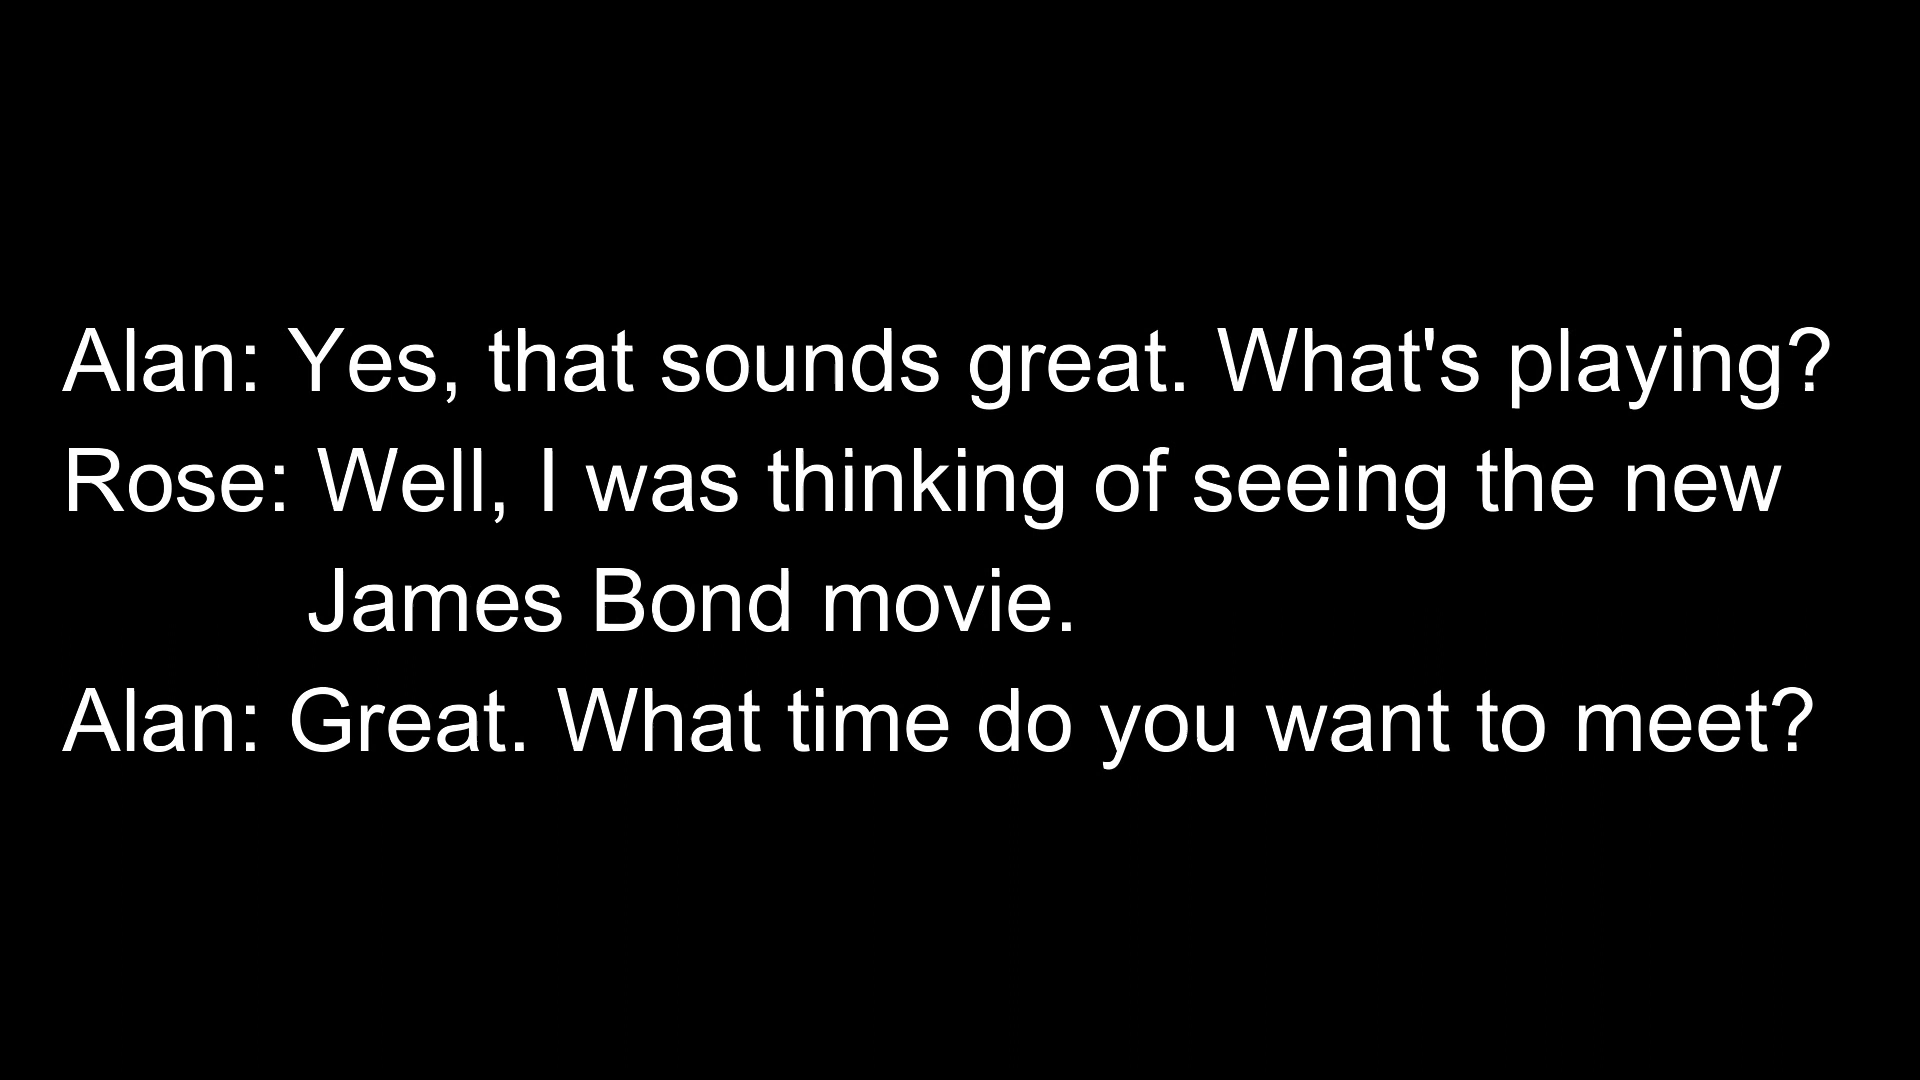 Alan: Yes, that sounds great. What's playing?
Rose: Well, I was thinking of seeing the new
James Bond movie.
Alan: Great. What time do you want to meet?